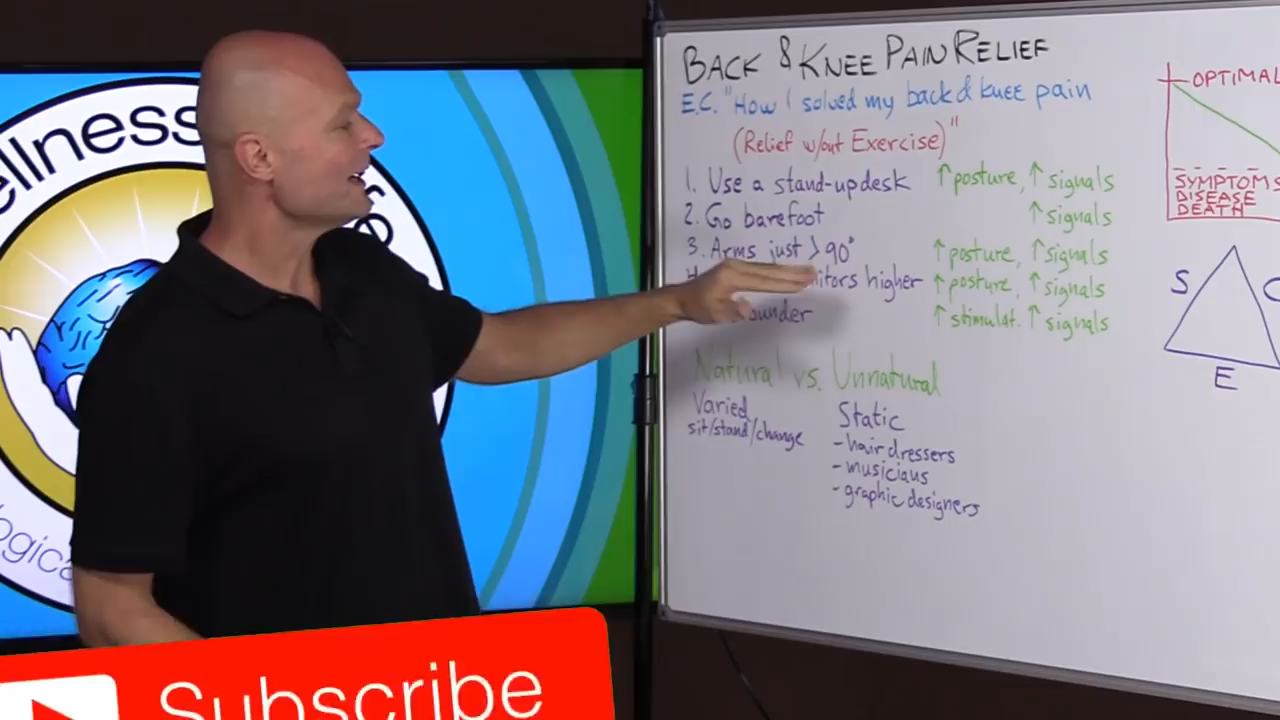 BACK & KNEE PAIN RELIEF
E.C. "How I solved my back & knee pain
(Relief w/out Exercise)"
1. Use a stand-up desk ↑posture, ↑signals
2. Go barefoot ↑signals
3. Arms just > 90° ↑posture, ↑signals
higher ↑posture, ↑signals
↑stimulat. ↑signals
Natural vs. Unnatural
Varied
sit/stand/change
Static
- hair dressers
- musicians
- graphic designers
OPTIMAL
SYMPTOMS
DISEASE
DEATH
S
E
ellness
ogica
Subscribe